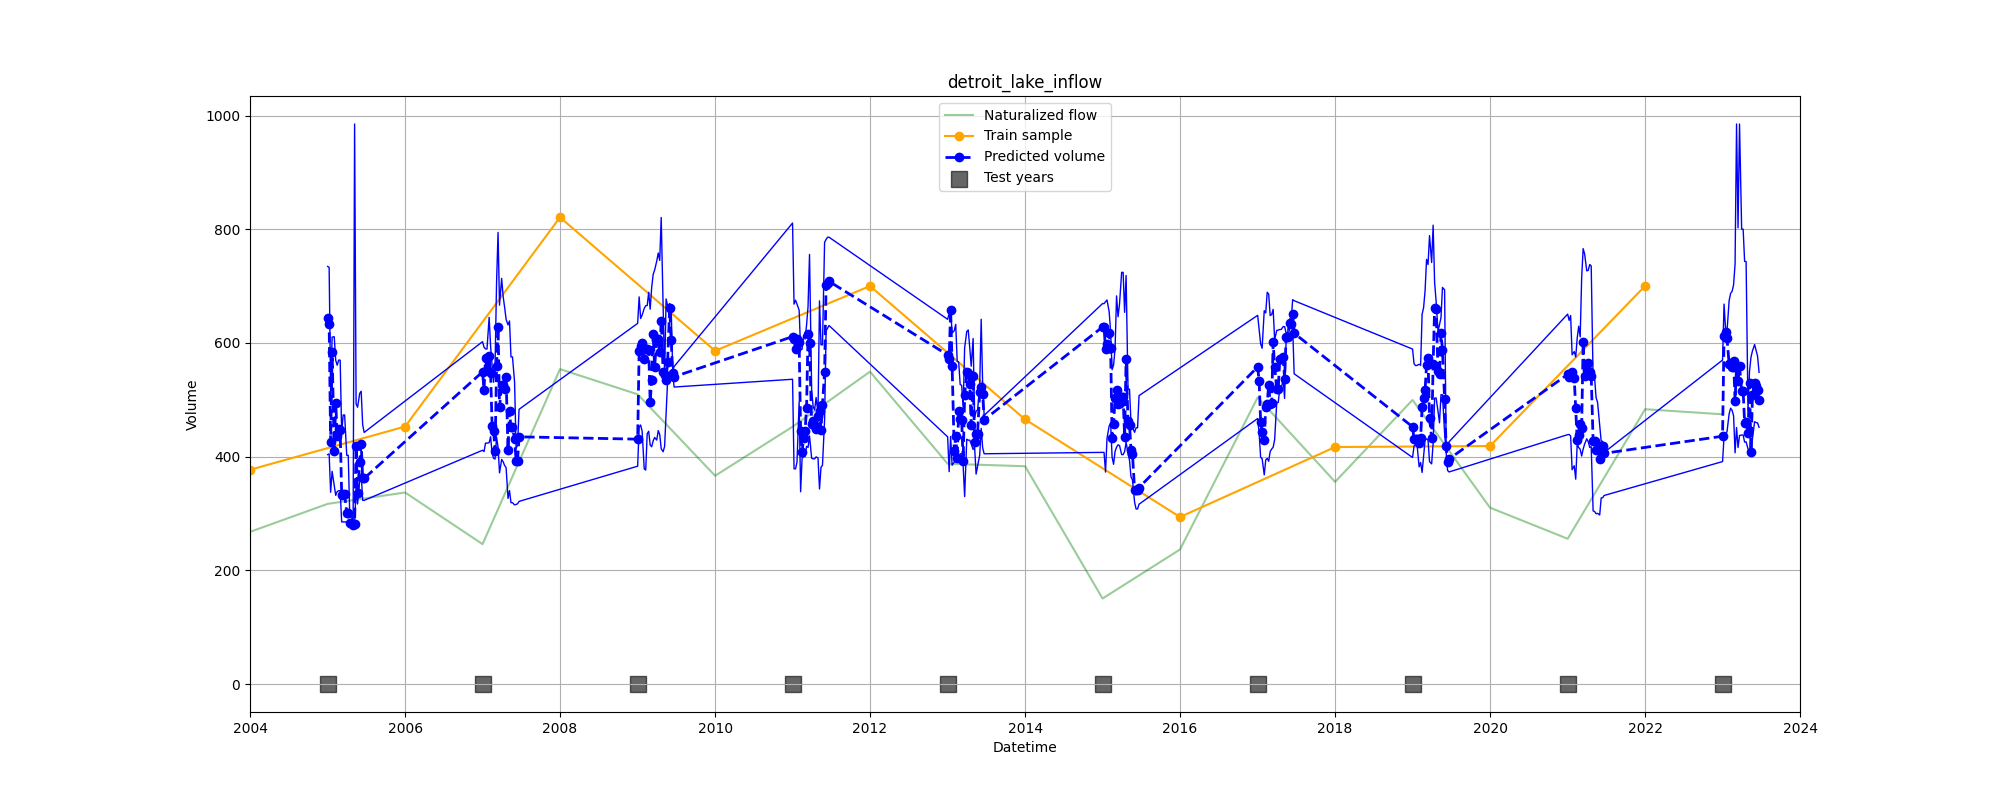 detroit_lake_inflow
Naturalized flow
Train sample
Predicted volume
Test years
1000
800
600
400
200
0
Volume
2004 2006 2008 2010 2012 2014 2016 2018 2020 2022 2024
Datetime